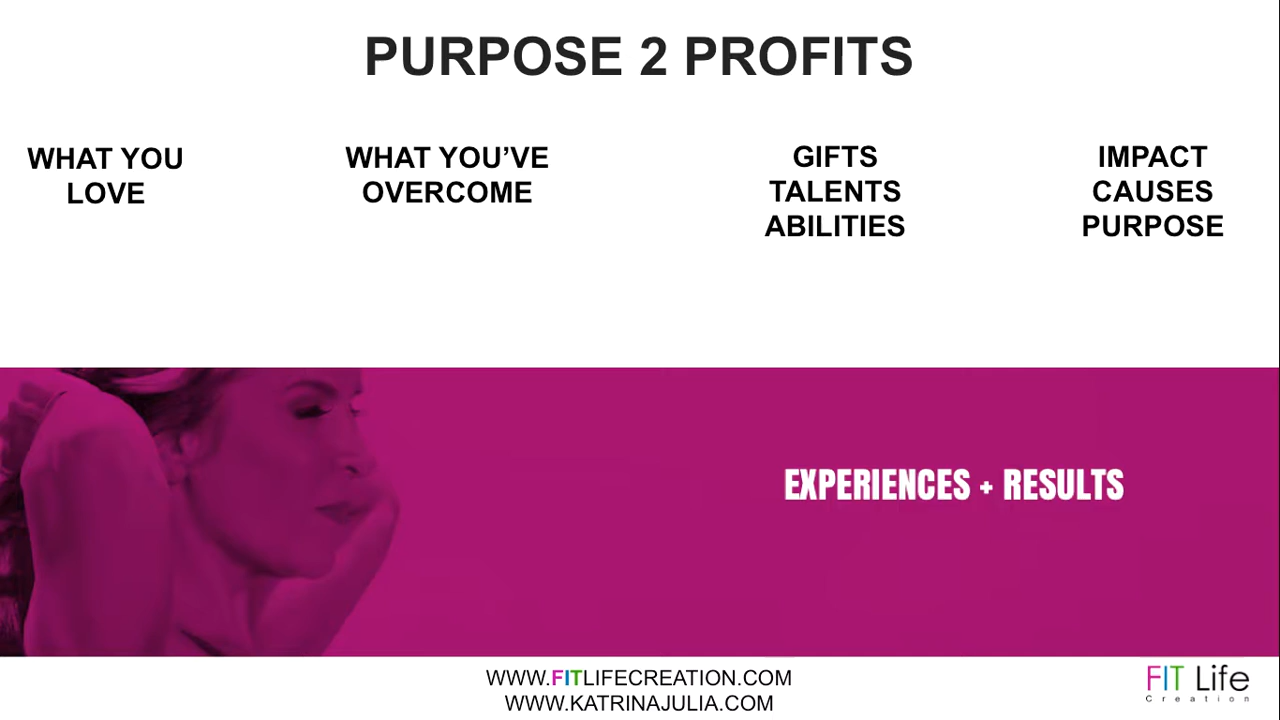 PURPOSE 2 PROFITS
WHAT YOU
LOVE
WHAT YOU’VE
OVERCOME
GIFTS
TALENTS
ABILITIES
IMPACT
CAUSES
PURPOSE
EXPERIENCES + RESULTS
WWW.FITLIFECREATION.COM
WWW.KATRINAJULIA.COM
FIT Life
Creation